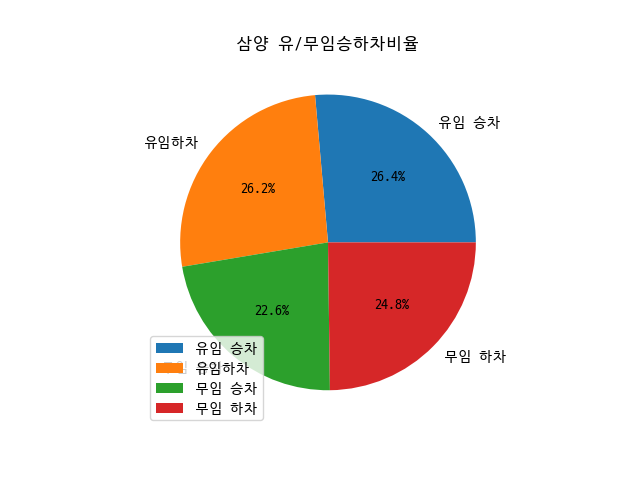 삼양 유/무임승하차비율
유임 승차
유임하차
26.4%
26.2%
22.6%
24.8%
무임 하차
유임 승차
유임하차
무임 승차
무임 하차